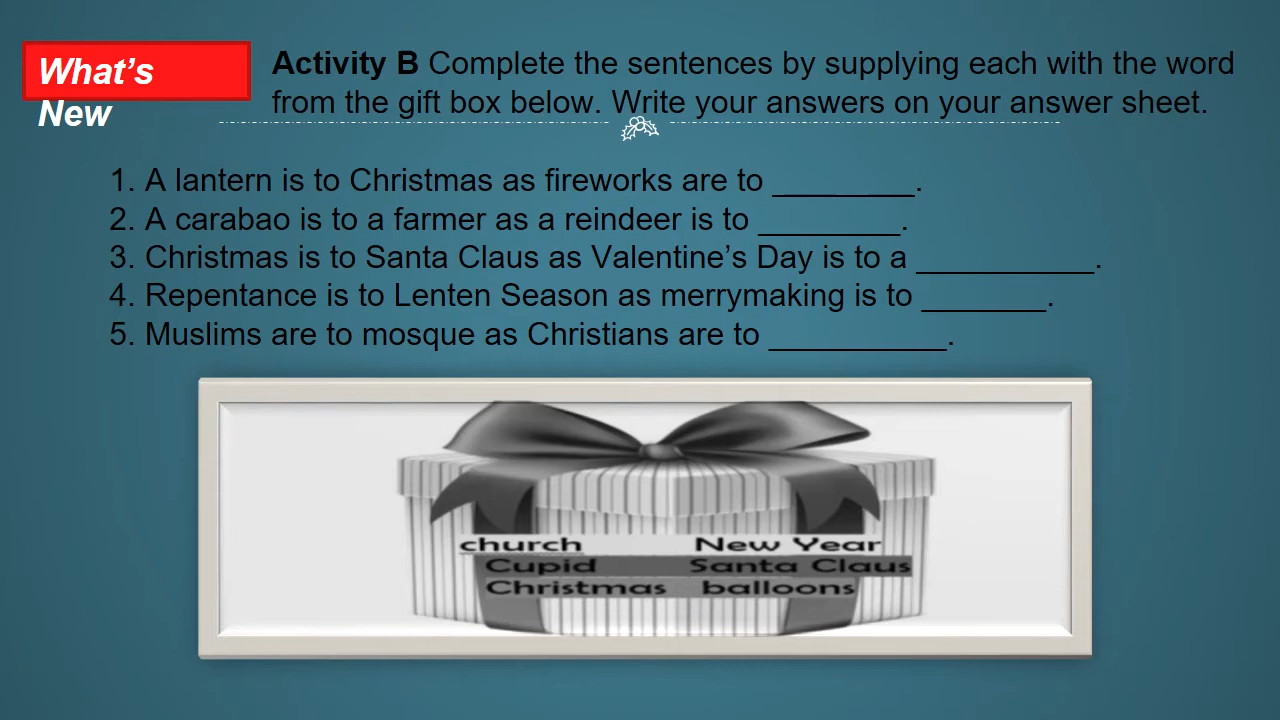 What’s
New
Activity B Complete the sentences by supplying each with the word
from the gift box below. Write your answers on your answer sheet.
1. A lantern is to Christmas as fireworks are to ________.
2. A carabao is to a farmer as a reindeer is to ________.
3. Christmas is to Santa Claus as Valentine’s Day is to a __________.
4. Repentance is to Lenten Season as merrymaking is to _______.
5. Muslims are to mosque as Christians are to __________.
church New Year
Cupid Santa Claus
Christmas balloons